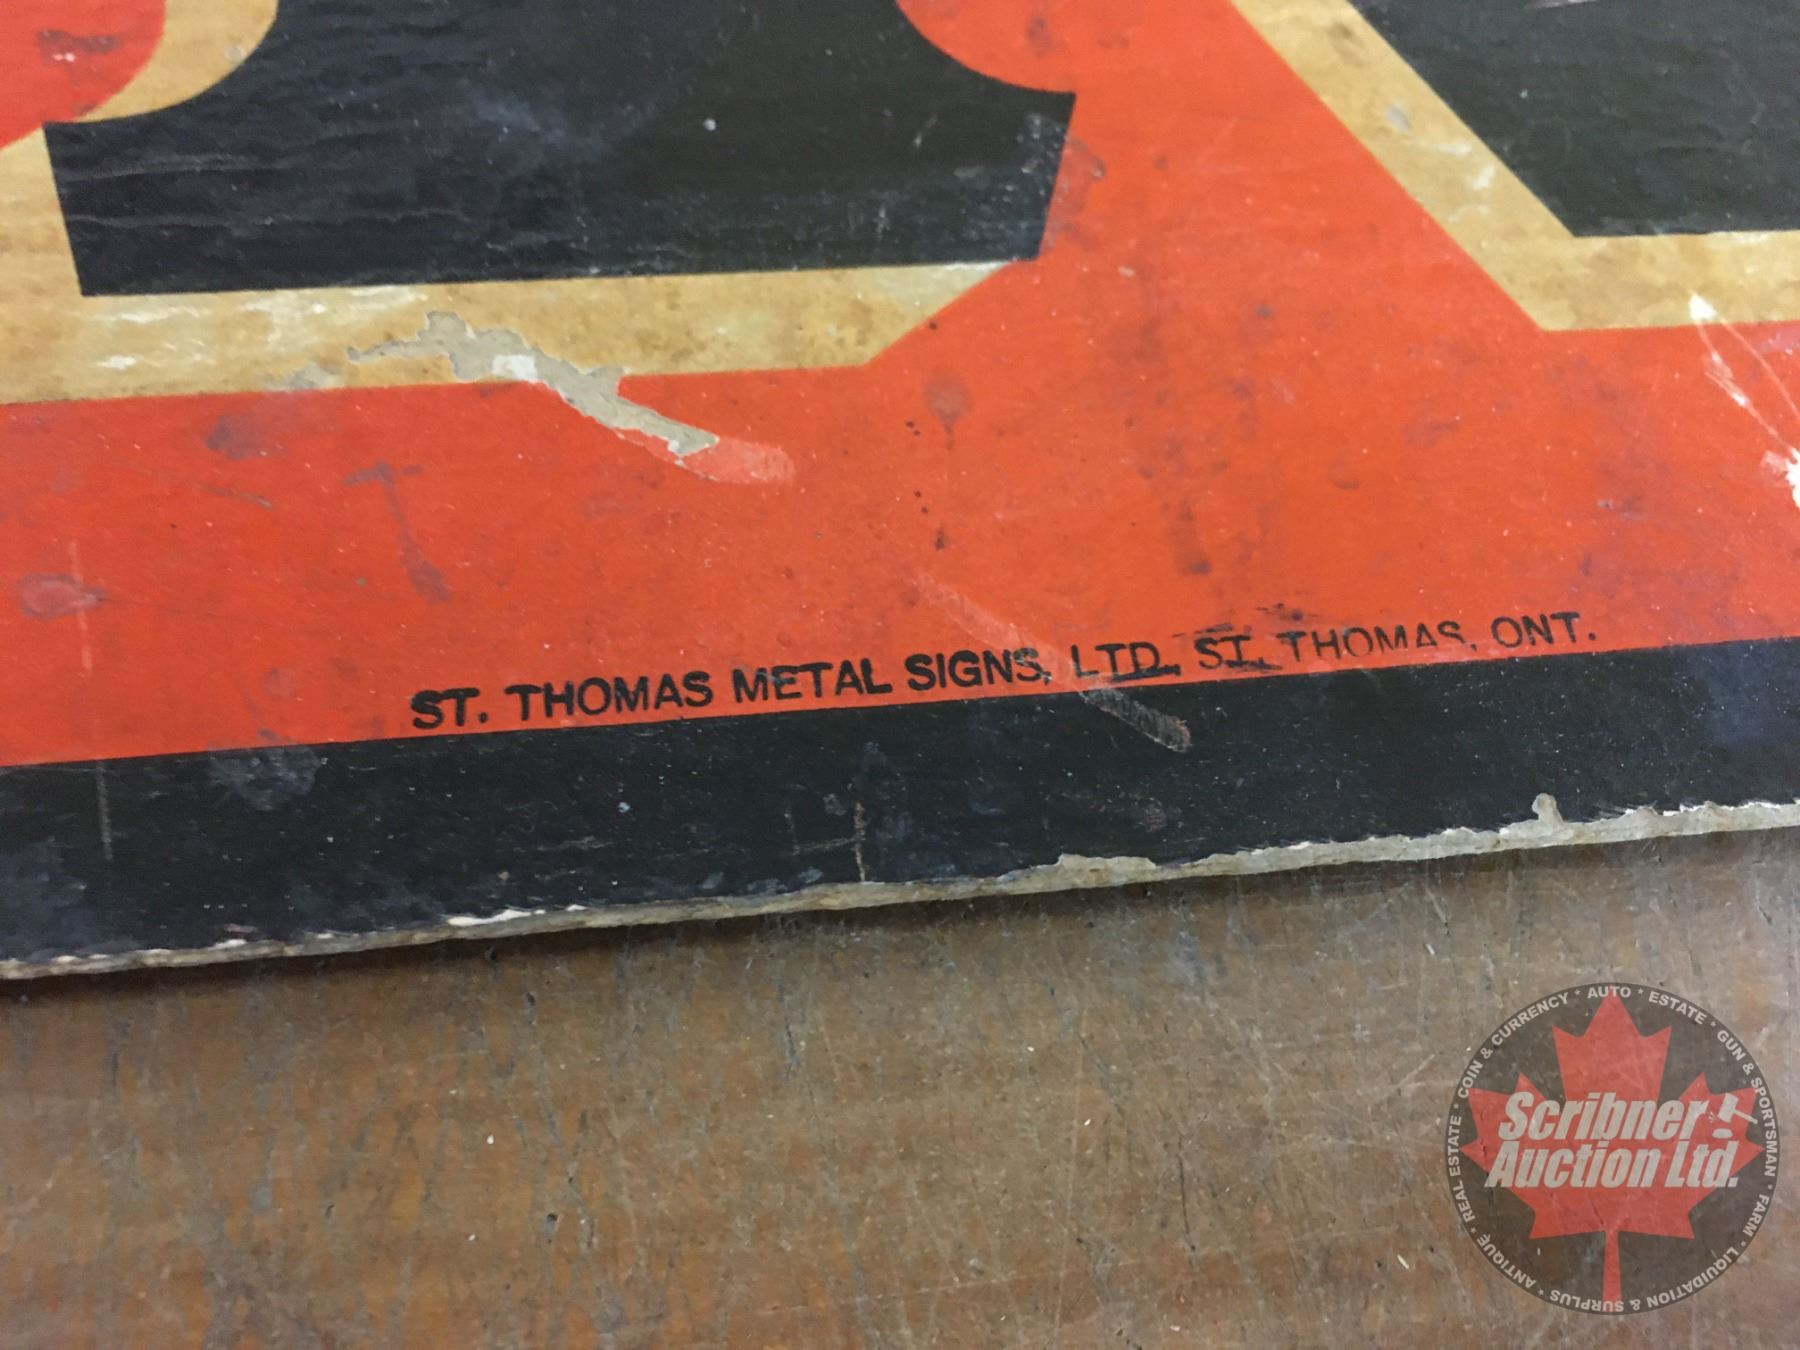 ST. THOMAS METAL SIGNS, LTD., ST. THOMAS, ONT.
COIN & CURRENCY * AUTO * ESTATE * GUN & SPORTSMAN * FARM * LIQUIDATION & SURPLUS * ANTIQUE * REAL ESTATE *
Scribner!
Auction Ltd.